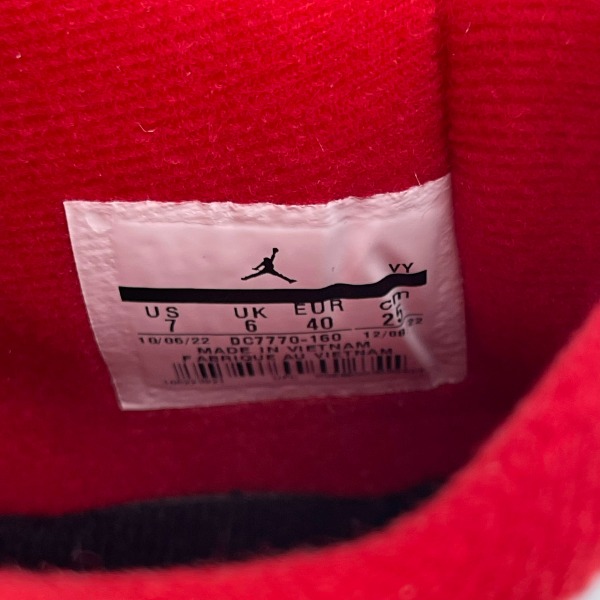 VY
US UK EUR cm
7 6 40 25
10/06/22 DC7770-160 12/08/22
MADE IN VIETNAM
FABRIQUE AU VIETNAM